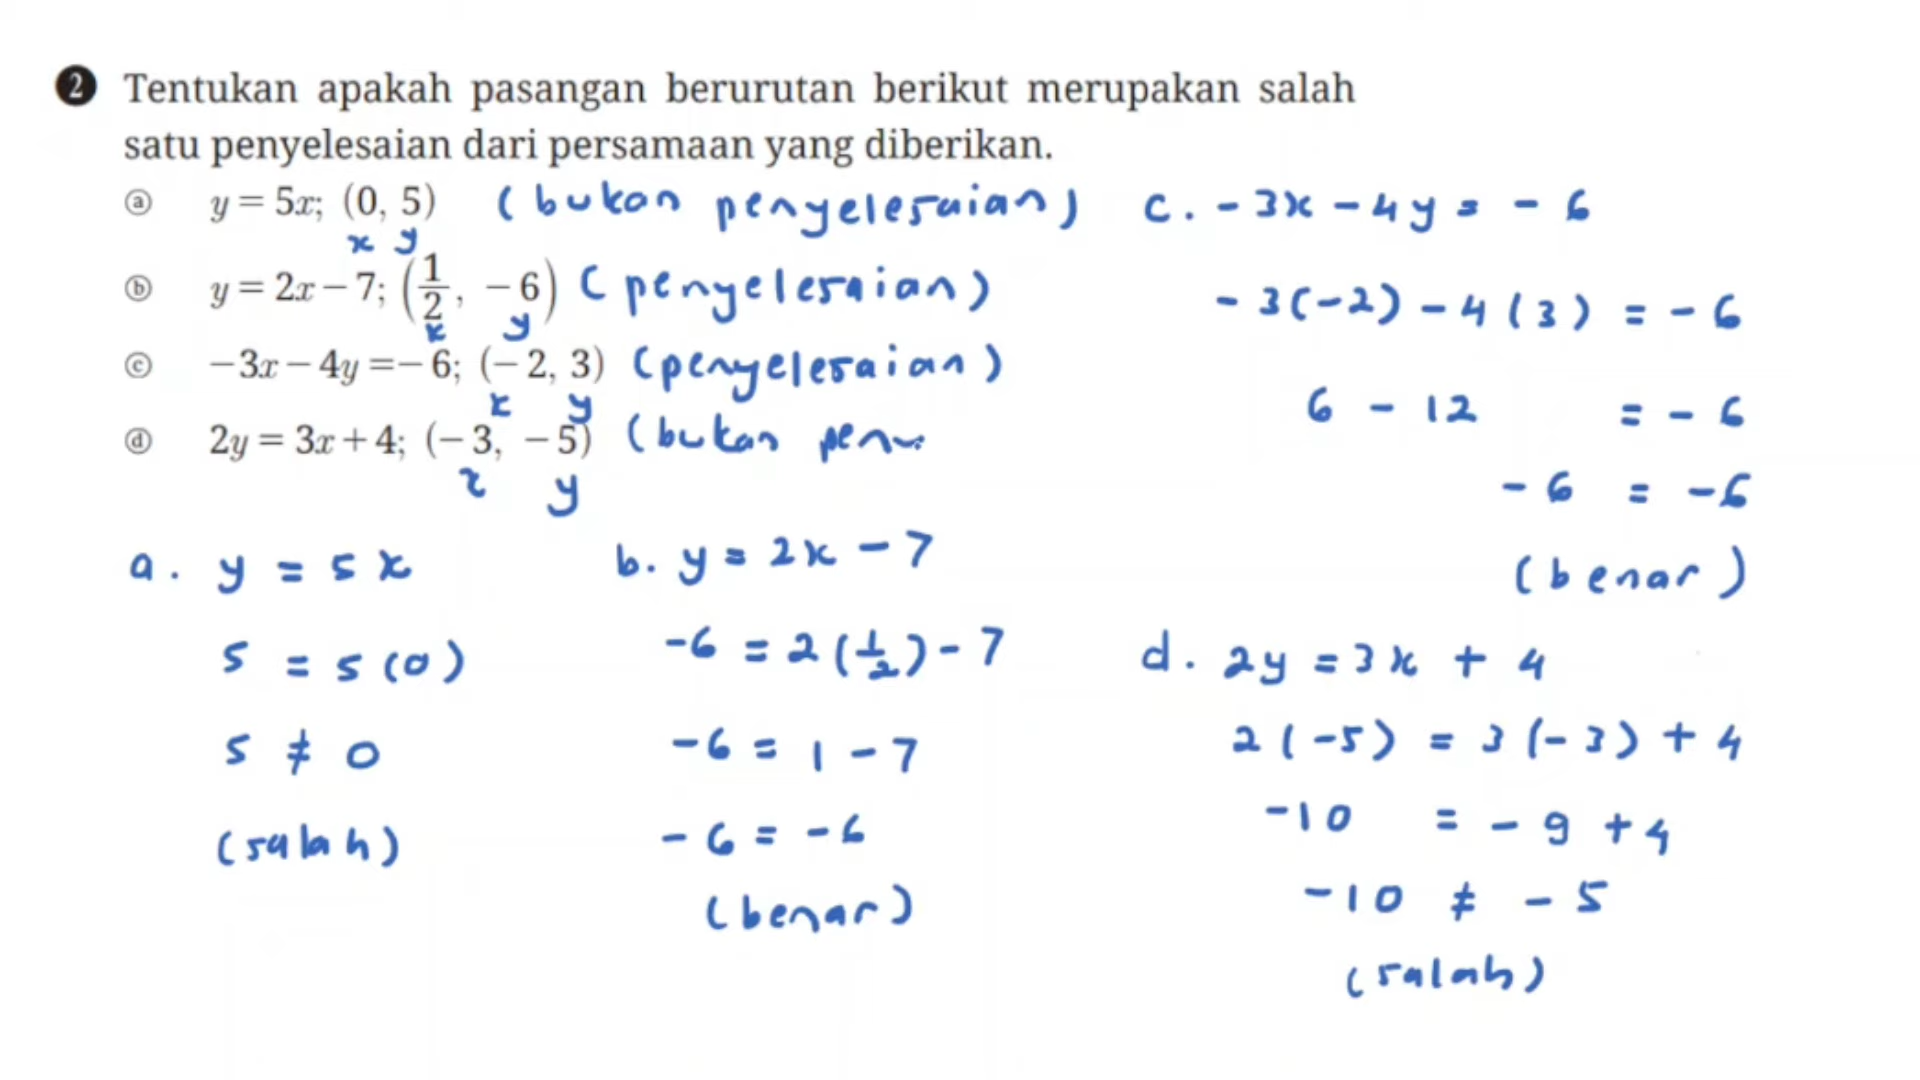 2 Tentukan apakah pasangan berurutan berikut merupakan salah
satu penyelesaian dari persamaan yang diberikan.
ⓐ y = 5x; (0, 5) (bukan penyelesaian)
x y
ⓑ y = 2x – 7; (1/2, – 6) (penyelesaian)
x y
ⓒ –3x – 4y =– 6; (– 2, 3) (penyelesaian)
x y
ⓓ 2y = 3x + 4; (– 3, – 5) (bukan peny
x y
a. y = 5x
5 = 5(0)
5 ≠ 0
(salah)
b. y = 2x – 7
-6 = 2(1/2) - 7
-6 = 1 - 7
-6 = -6
(benar)
c. -3x - 4y = -6
-3(-2) - 4(3) = -6
6 - 12 = -6
-6 = -6
(benar)
d. 2y = 3x + 4
2(-5) = 3(-3) + 4
-10 = -9 + 4
-10 ≠ -5
(salah)